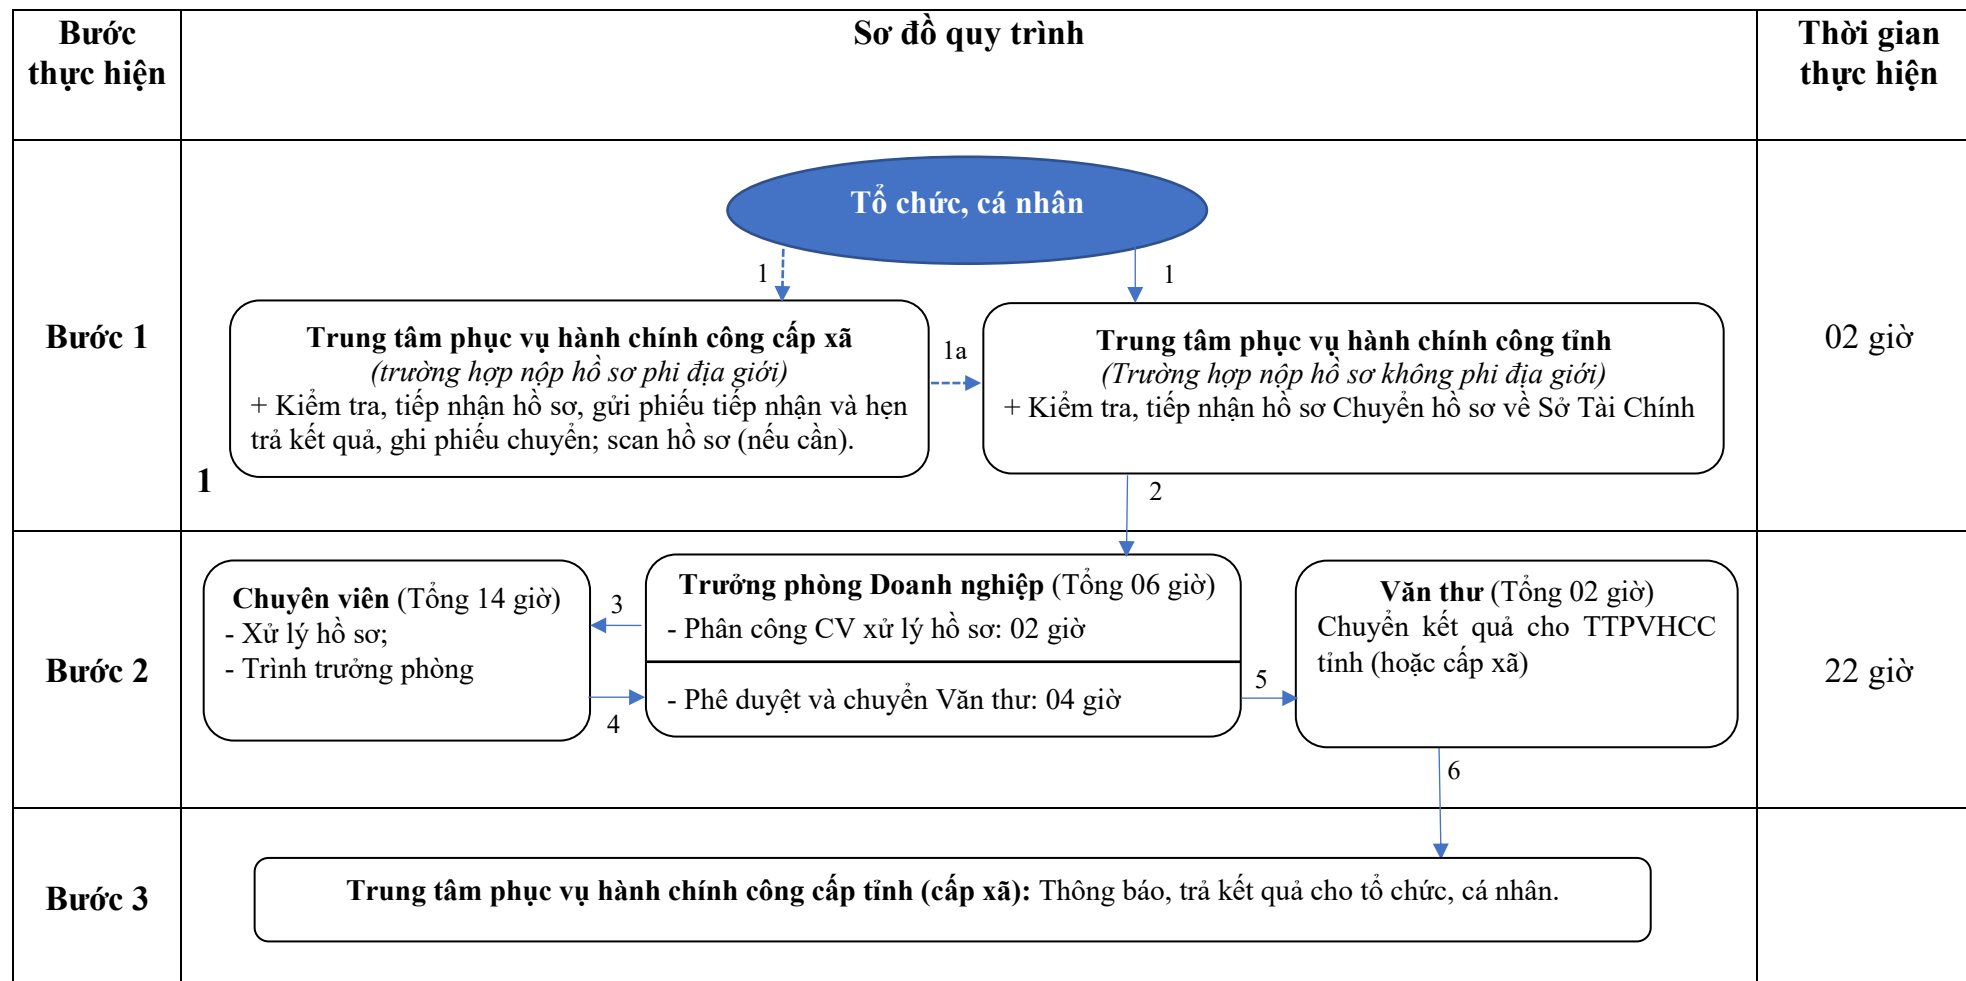 Bước
thực hiện
Sơ đồ quy trình
Thời gian
thực hiện
Bước 1
Tổ chức, cá nhân
1
1
Trung tâm phục vụ hành chính công cấp xã
(trường hợp nộp hồ sơ phi địa giới)
+ Kiểm tra, tiếp nhận hồ sơ, gửi phiếu tiếp nhận và hẹn
trả kết quả, ghi phiếu chuyển; scan hồ sơ (nếu cần).
1a
Trung tâm phục vụ hành chính công tỉnh
(Trường hợp nộp hồ sơ không phi địa giới)
+ Kiểm tra, tiếp nhận hồ sơ Chuyển hồ sơ về Sở Tài Chính
1
2
02 giờ
Bước 2
Chuyên viên (Tổng 14 giờ)
- Xử lý hồ sơ;
- Trình trưởng phòng
3
4
Trưởng phòng Doanh nghiệp (Tổng 06 giờ)
- Phân công CV xử lý hồ sơ: 02 giờ
- Phê duyệt và chuyển Văn thư: 04 giờ
5
Văn thư (Tổng 02 giờ)
Chuyển kết quả cho TTPVHCC
tỉnh (hoặc cấp xã)
6
22 giờ
Bước 3
Trung tâm phục vụ hành chính công cấp tỉnh (cấp xã): Thông báo, trả kết quả cho tổ chức, cá nhân.